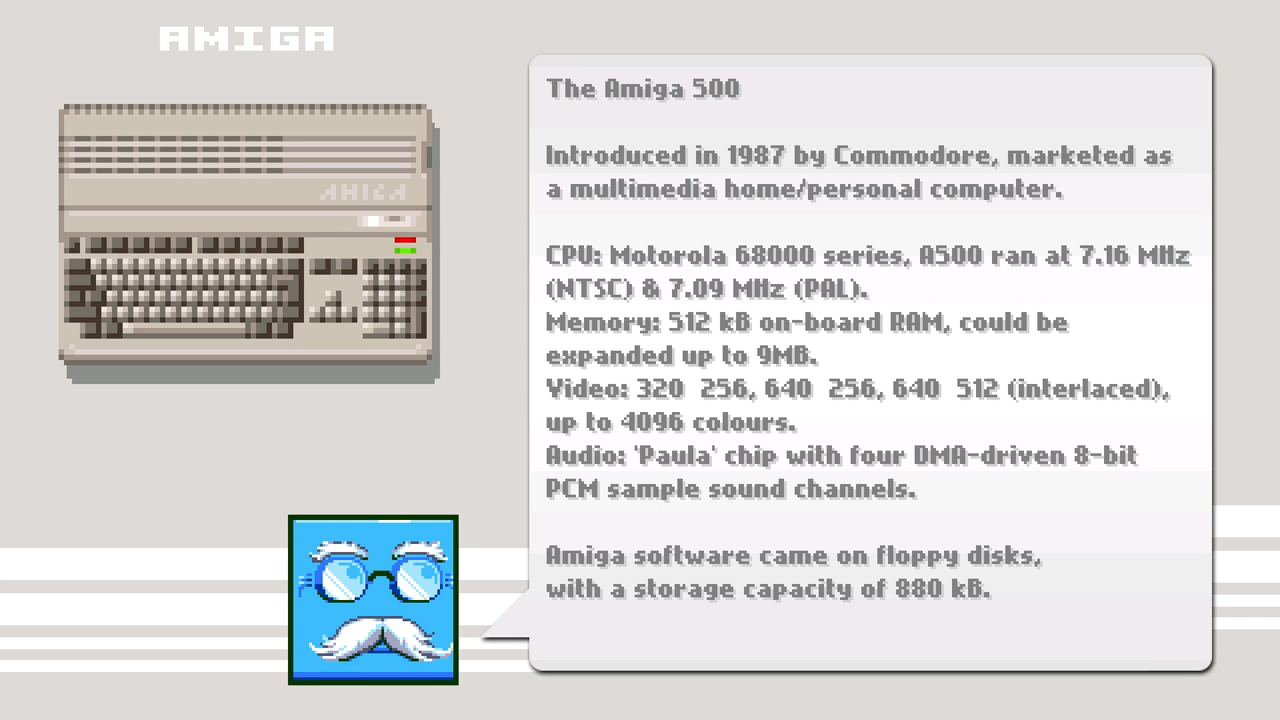 AMIGA
AMIGA
The Amiga 500
Introduced in 1987 by Commodore, marketed as
a multimedia home/personal computer.
CPU: Motorola 68000 series, A500 ran at 7.16 MHz
(NTSC) & 7.09 MHz (PAL).
Memory: 512 kB on-board RAM, could be
expanded up to 9MB.
Video: 320  256, 640  256, 640  512 (interlaced),
up to 4096 colours.
Audio: 'Paula' chip with four DMA-driven 8-bit
PCM sample sound channels.
Amiga software came on floppy disks,
with a storage capacity of 880 kB.